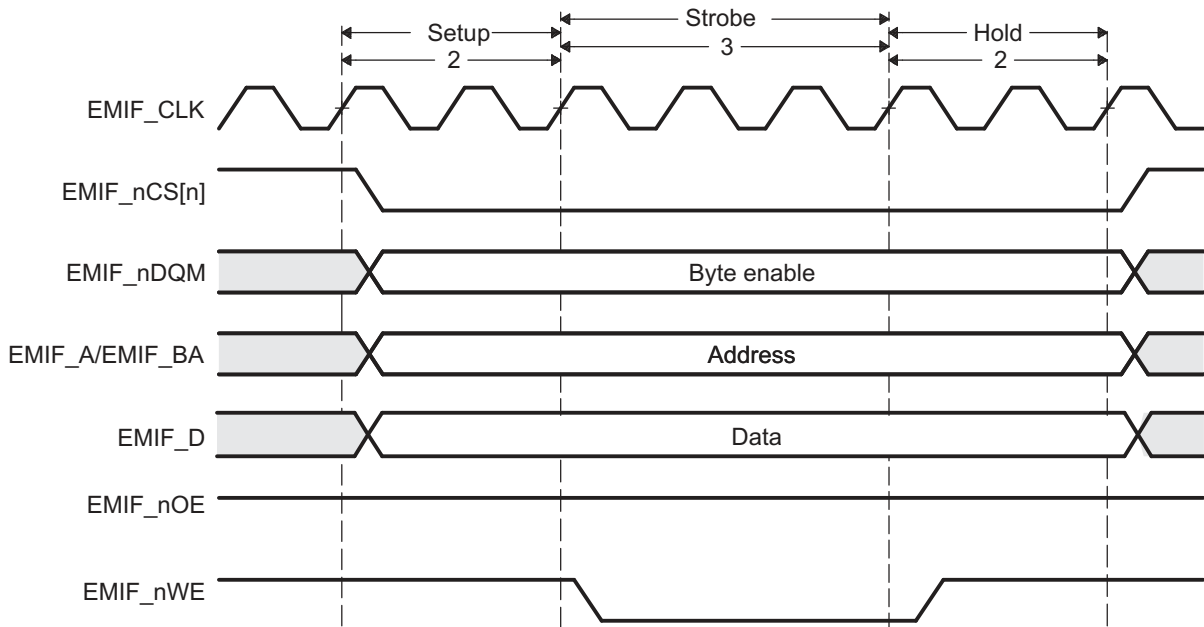 Setup
Strobe
Hold
2
3
2
EMIF_CLK
EMIF_nCS[n]
EMIF_nDQM
Byte enable
EMIF_A/EMIF_BA
Address
EMIF_D
Data
EMIF_nOE
EMIF_nWE